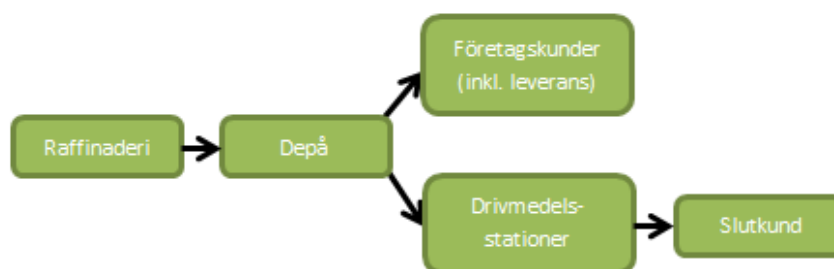 Raffinaderi
Depå
Företagskunder
(inkl. leverans)
Drivmedels-
stationer
Slutkund